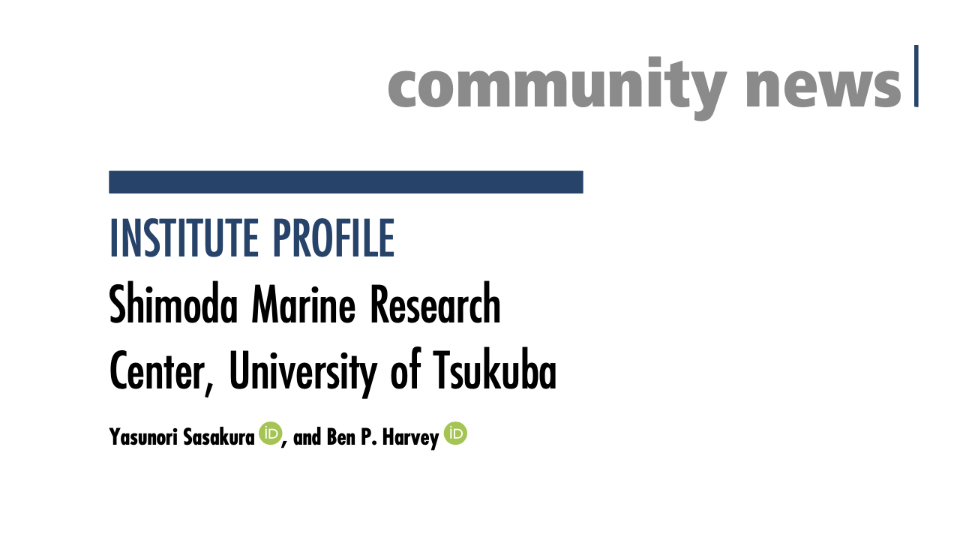 community news
INSTITUTE PROFILE
Shimoda Marine Research
Center, University of Tsukuba
Yasunori Sasakura iD, and Ben P. Harvey iD